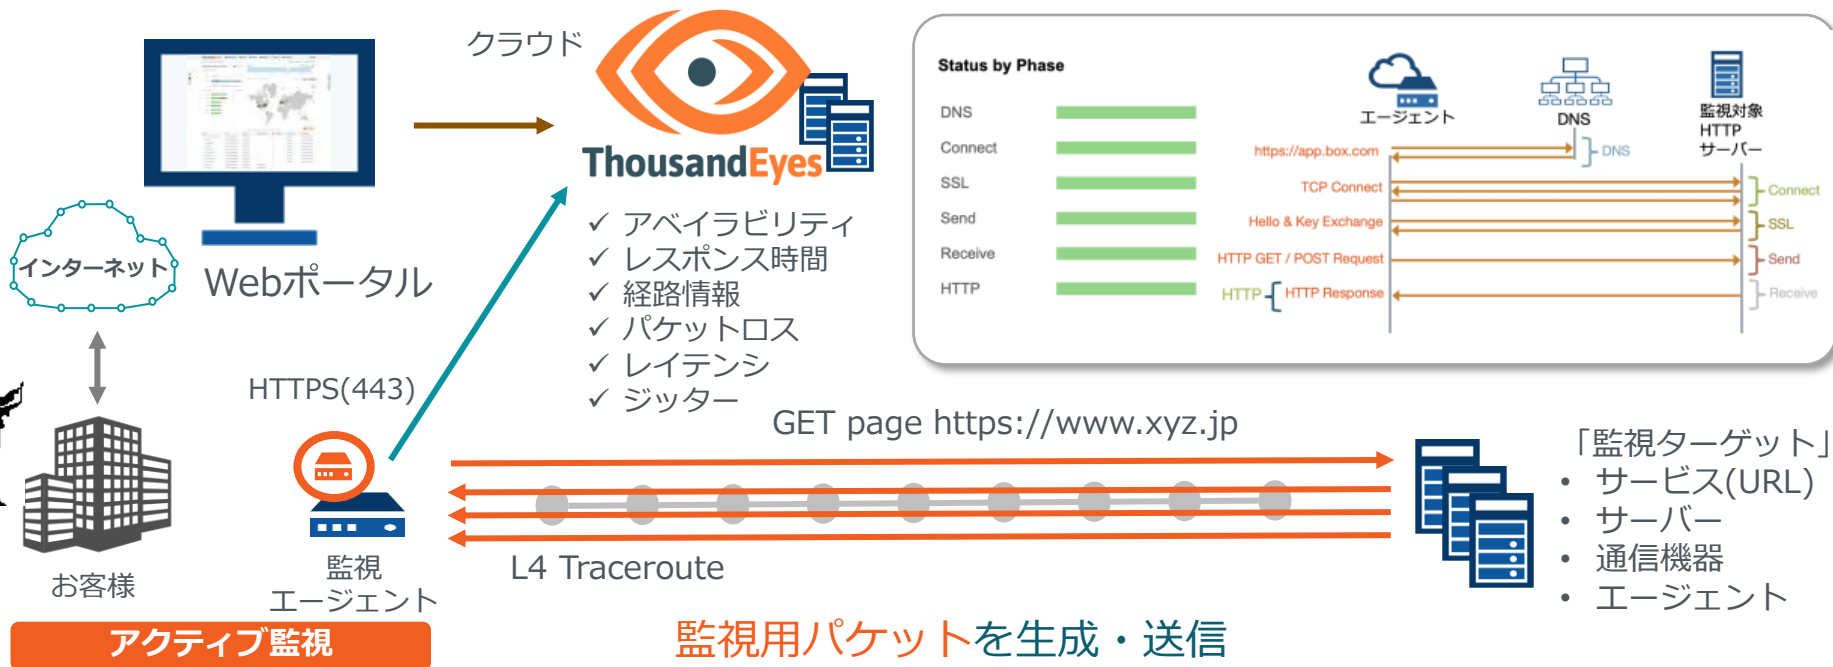 クラウド
ThousandEyes
インターネット
Webポータル
✓ アベイラビリティ
✓ レスポンス時間
✓ 経路情報
✓ パケットロス
✓ レイテンシ
✓ ジッター
Status by Phase
DNS
Connect
SSL
Send
Receive
HTTP
エージェント
DNS
監視対象
HTTP
サーバー
https://app.box.com
DNS
TCP Connect
Connect
Hello & Key Exchange
SSL
HTTP GET / POST Request
Send
HTTP
HTTP Response
Receive
HTTPS(443)
GET page https://www.xyz.jp
L4 Traceroute
お客様
監視
エージェント
「監視ターゲット」
• サービス(URL)
• サーバー
• 通信機器
• エージェント
アクティブ監視
監視用パケットを生成・送信